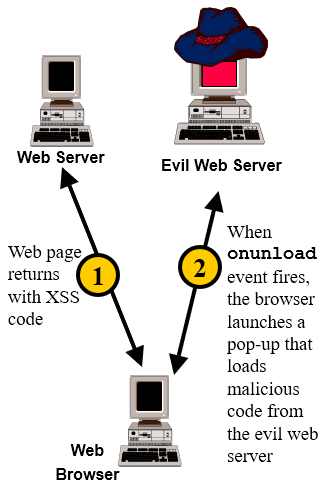 Web Server
Evil Web Server
Web page
returns
with XSS
code
1
2
When
onunload
event fires,
the browser
launches a
pop-up that
loads
malicious
code from
the evil web
server
Web
Browser